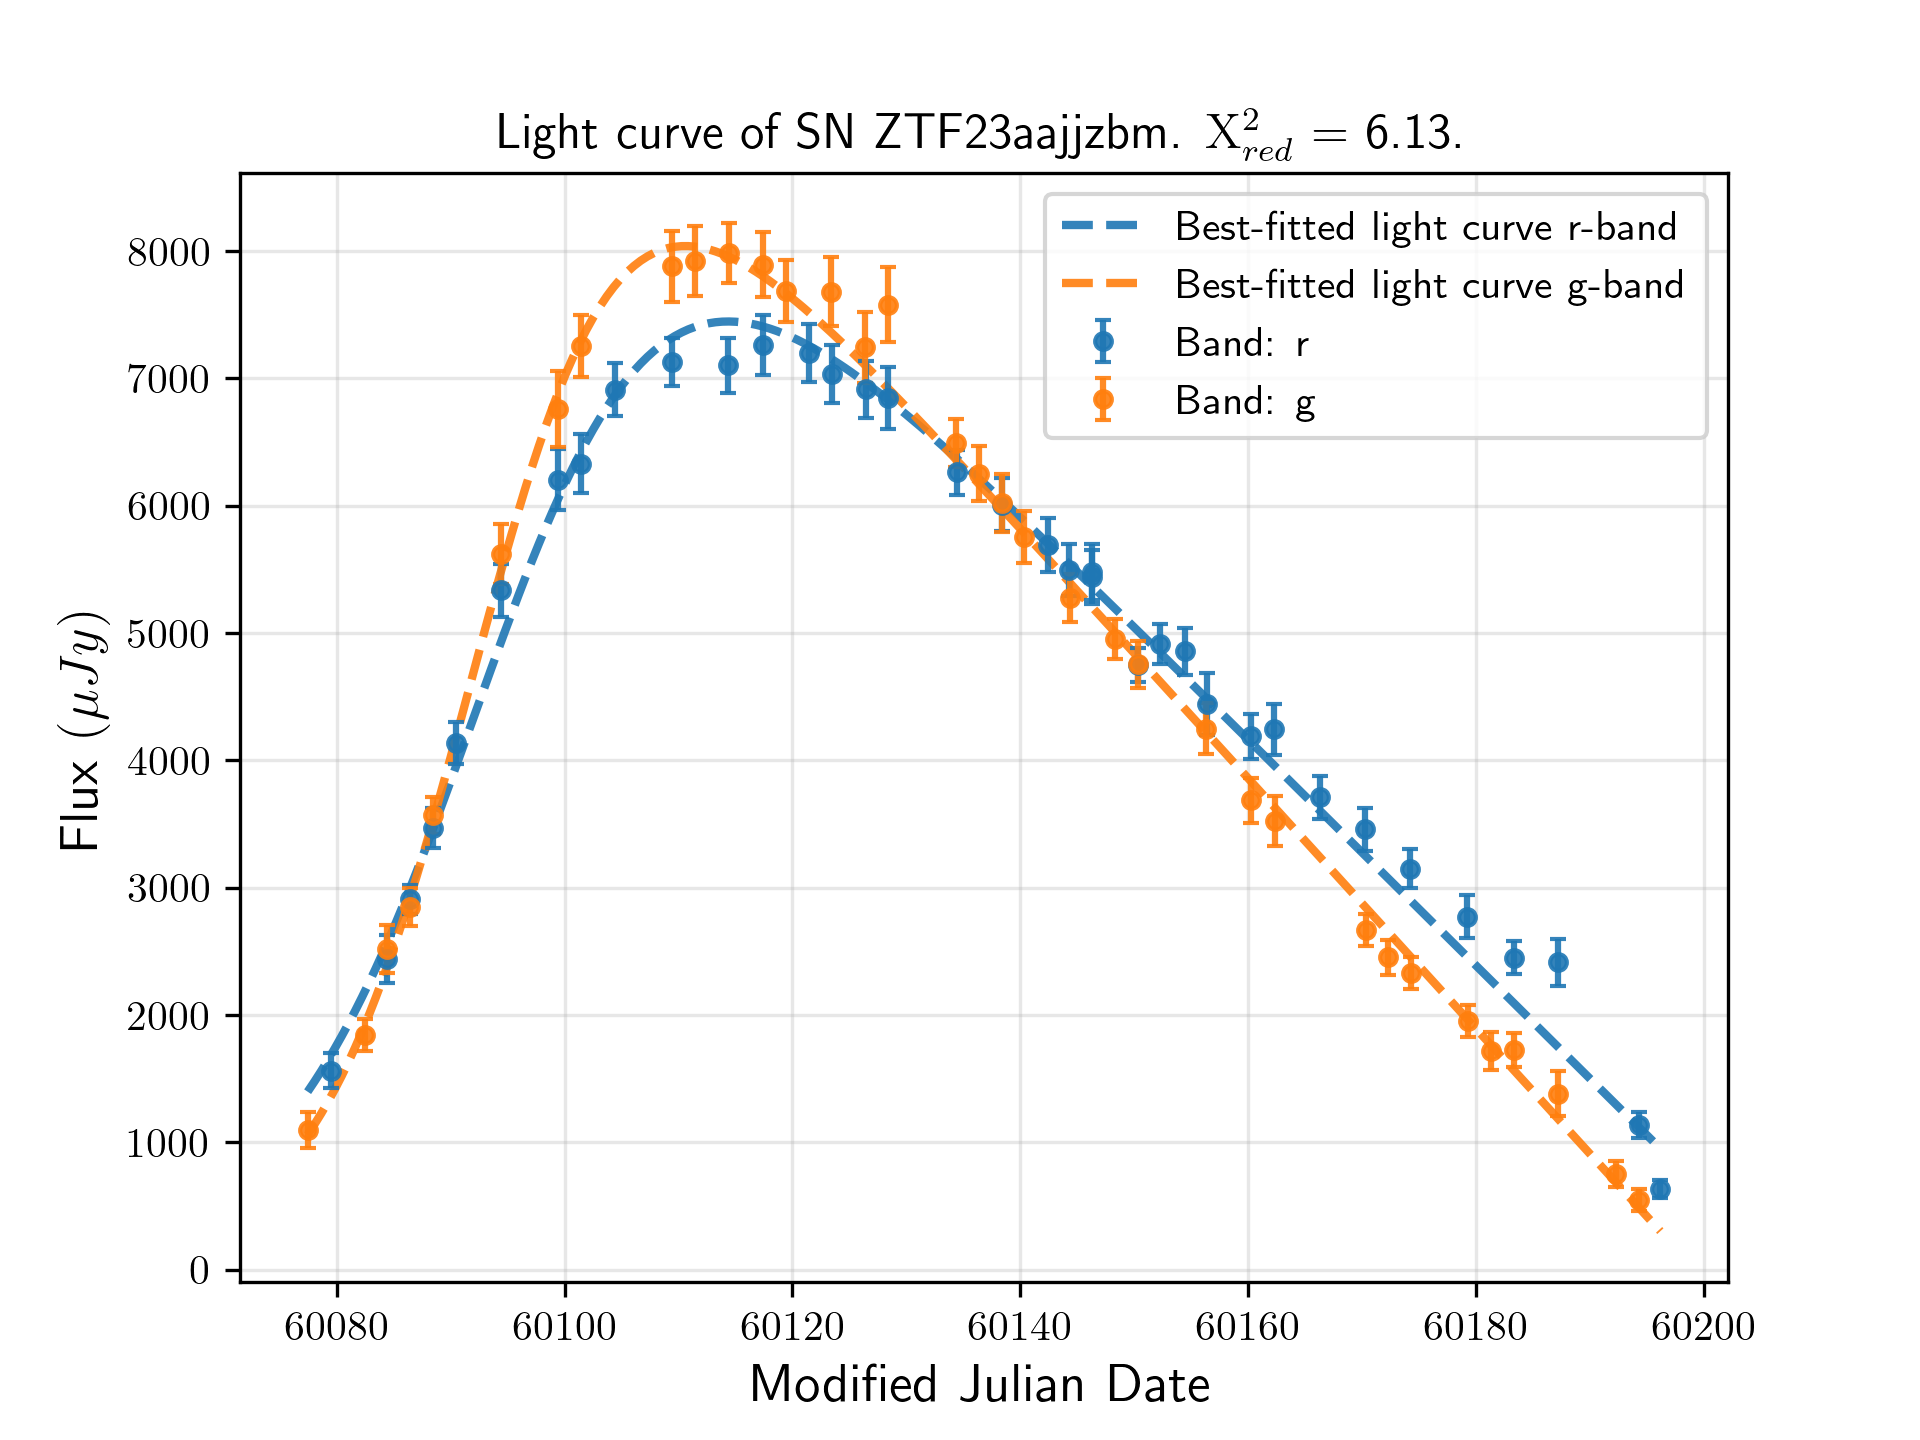 Light curve of SN ZTF23aajjzbm. X²_red = 6.13.
Best-fitted light curve r-band
Best-fitted light curve g-band
Band: r
Band: g
Flux (μJy)
8000
7000
6000
5000
4000
3000
2000
1000
0
60080 60100 60120 60140 60160 60180 60200
Modified Julian Date